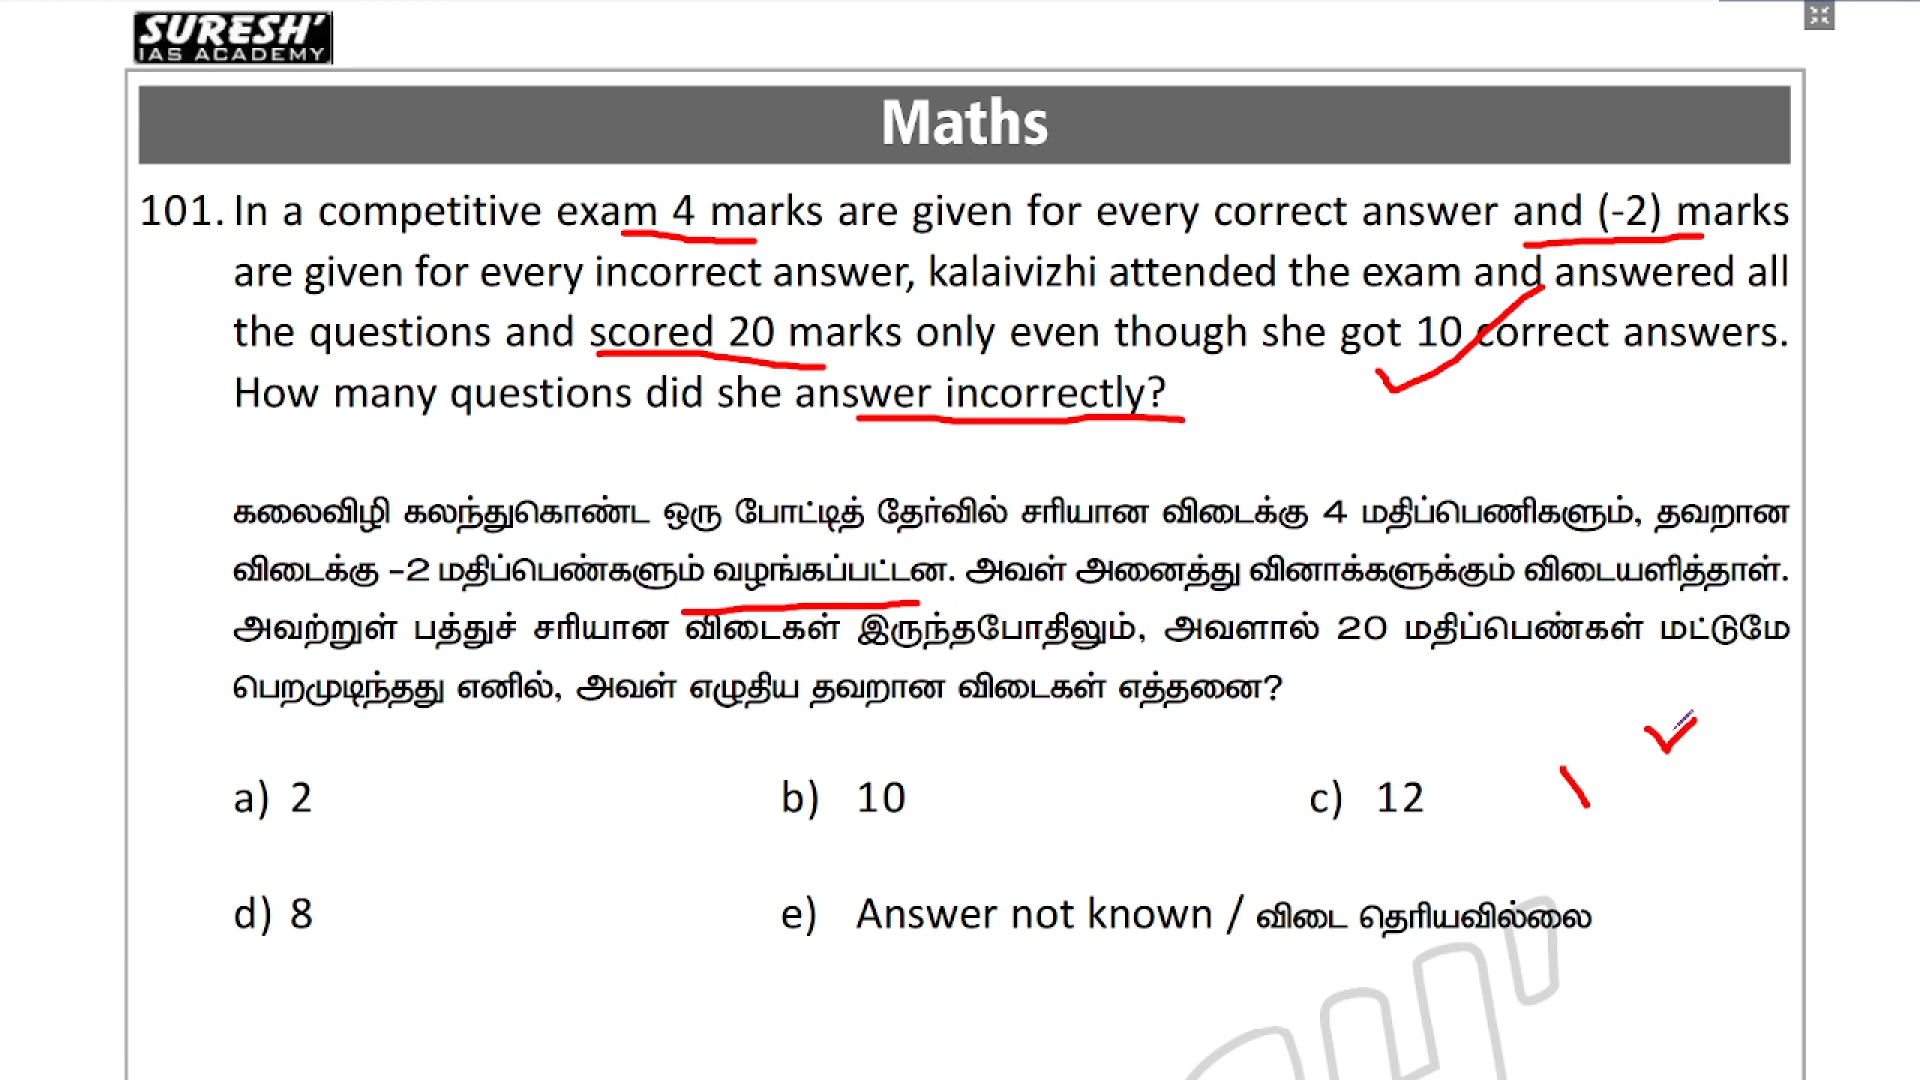 SURESH'
IAS ACADEMY
Maths
101. In a competitive exam 4 marks are given for every correct answer and (-2) marks
are given for every incorrect answer, kalaivizhi attended the exam and answered all
the questions and scored 20 marks only even though she got 10 correct answers.
How many questions did she answer incorrectly?
கலைவிழி கலந்துகொண்ட ஒரு போட்டித் தேர்வில் சரியான விடைக்கு 4 மதிப்பெணிகளும், தவறான
விடைக்கு -2 மதிப்பெண்களும் வழங்கப்பட்டன. அவள் அனைத்து வினாக்களுக்கும் விடையளித்தாள்.
அவற்றுள் பத்துச் சரியான விடைகள் இருந்தபோதிலும், அவளால் 20 மதிப்பெண்கள் மட்டுமே
பெறமுடிந்தது எனில், அவள் எழுதிய தவறான விடைகள் எத்தனை?
a) 2 b) 10 c) 12
d) 8 e) Answer not known / விடை தெரியவில்லை